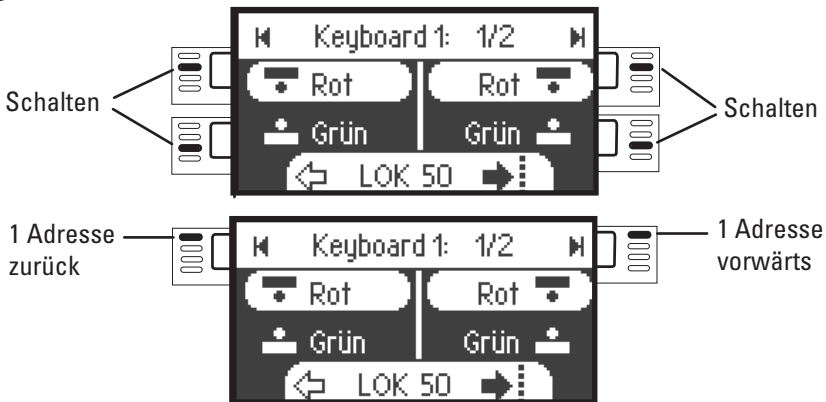 Keyboard 1: 1/2
Rot Rot
Schalten Schalten
Grün Grün
LOK 50
1 Adresse zurück
1 Adresse vorwärts
Keyboard 1: 1/2
Rot Rot
Grün Grün
LOK 50